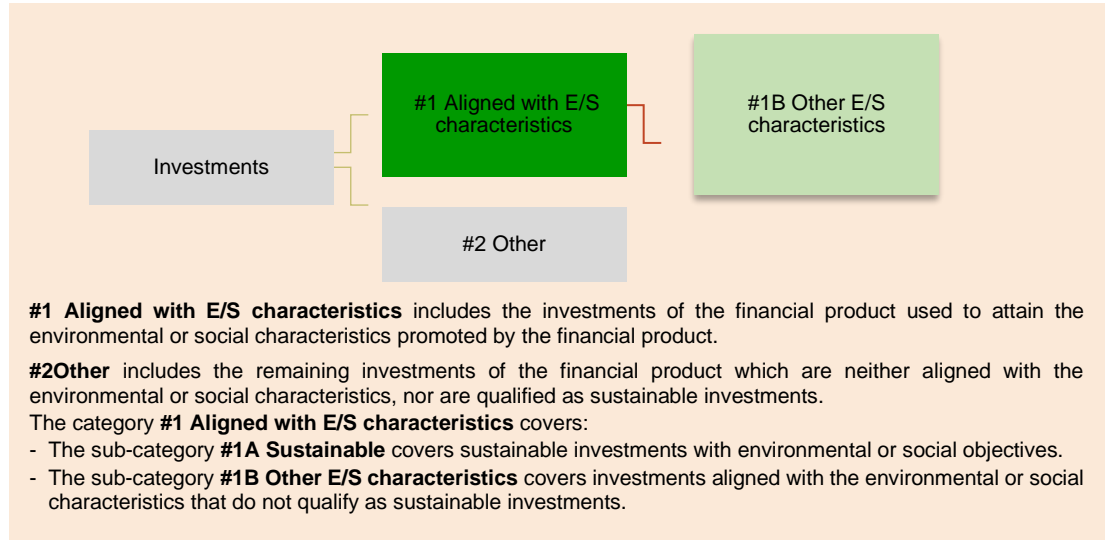 #1 Aligned with E/S
characteristics
#1B Other E/S
characteristics
Investments
#2 Other
#1 Aligned with E/S characteristics includes the investments of the financial product used to attain the
environmental or social characteristics promoted by the financial product.
#2Other includes the remaining investments of the financial product which are neither aligned with the
environmental or social characteristics, nor are qualified as sustainable investments.
The category #1 Aligned with E/S characteristics covers:
- The sub-category #1A Sustainable covers sustainable investments with environmental or social objectives.
- The sub-category #1B Other E/S characteristics covers investments aligned with the environmental or social
characteristics that do not qualify as sustainable investments.